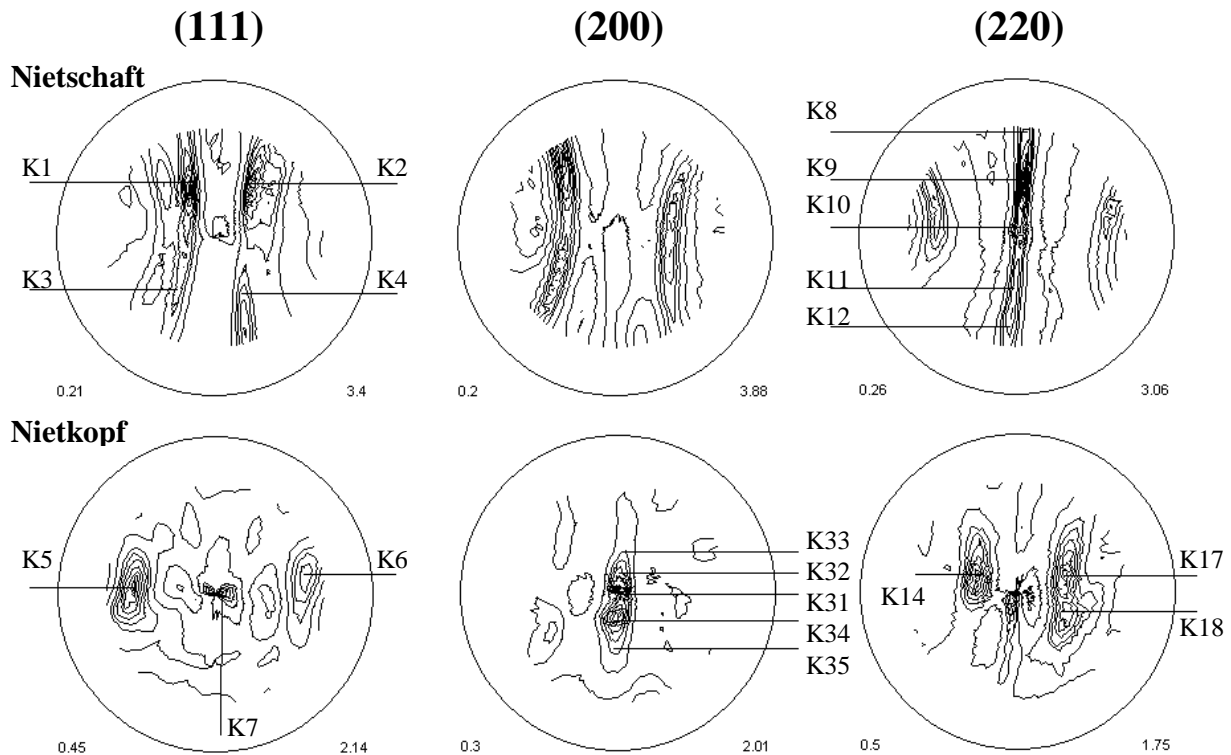 (111) (200) (220)
Nietschaft
K8
K1 K2 K9
K10
K3 K4 K11
K12
0.21 3.4 0.2 3.88 0.26 3.06
Nietkopf
K33
K5 K6 K32 K17
K31 K14
K34 K18
K35
K7
0.45 2.14 0.3 2.01 0.5 1.75